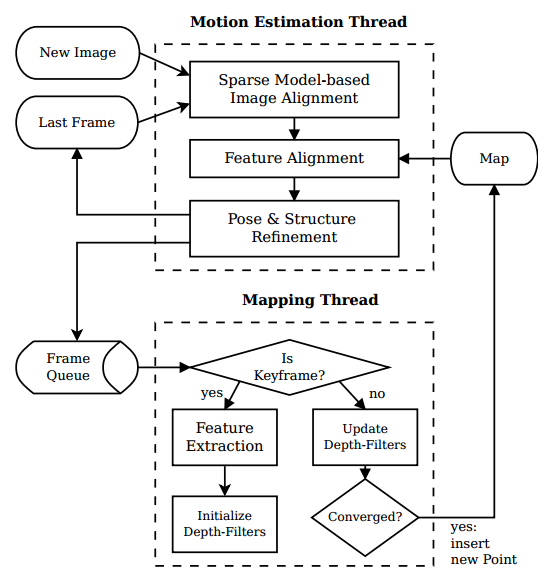 Motion Estimation Thread
New Image
Sparse Model-based
Image Alignment
Last Frame
Feature Alignment
Map
Pose & Structure
Refinement
Mapping Thread
Frame
Queue
Is
Keyframe?
yes
no
Feature
Extraction
Update
Depth-Filters
Initialize
Depth-Filters
Converged?
yes:
insert
new Point